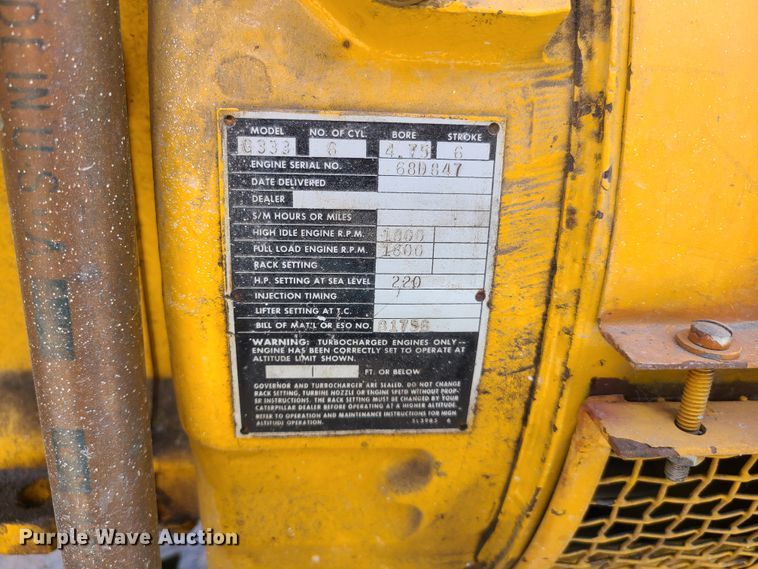 DE IN U S A
MODEL NO. OF CYL. BORE STROKE
G333 6 4.75 6
ENGINE SERIAL NO. 68D847
DATE DELIVERED
DEALER
S/M HOURS OR MILES
HIGH IDLE ENGINE R.P.M.
FULL LOAD ENGINE R.P.M. 1800
RACK SETTING
H.P. SETTING AT SEA LEVEL 220
INJECTION TIMING
LIFTER SETTING AT T.C.
BILL OF MAT'L OR ESO NO.
WARNING: TURBOCHARGED ENGINES ONLY--
ENGINE HAS BEEN CORRECTLY SET TO OPERATE AT
ALTITUDE LIMIT SHOWN.
FT. OR BELOW
GOVERNOR AND TURBOCHARGER ARE SEALED. DO NOT CHANGE
RACK SETTING, TURBINE NOZZLE OR ENGINE SPEED WITHOUT PROP-
ER INSTRUCTIONS. THE RACK SETTING MUST BE CHANGED BY YOUR
CATERPILLAR DEALER BEFORE OPERATING AT A HIGHER ALTITUDE.
REFER TO OPERATION AND MAINTENANCE INSTRUCTIONS FOR HIGH
ALTITUDE OPERATION.
Purple Wave Auction